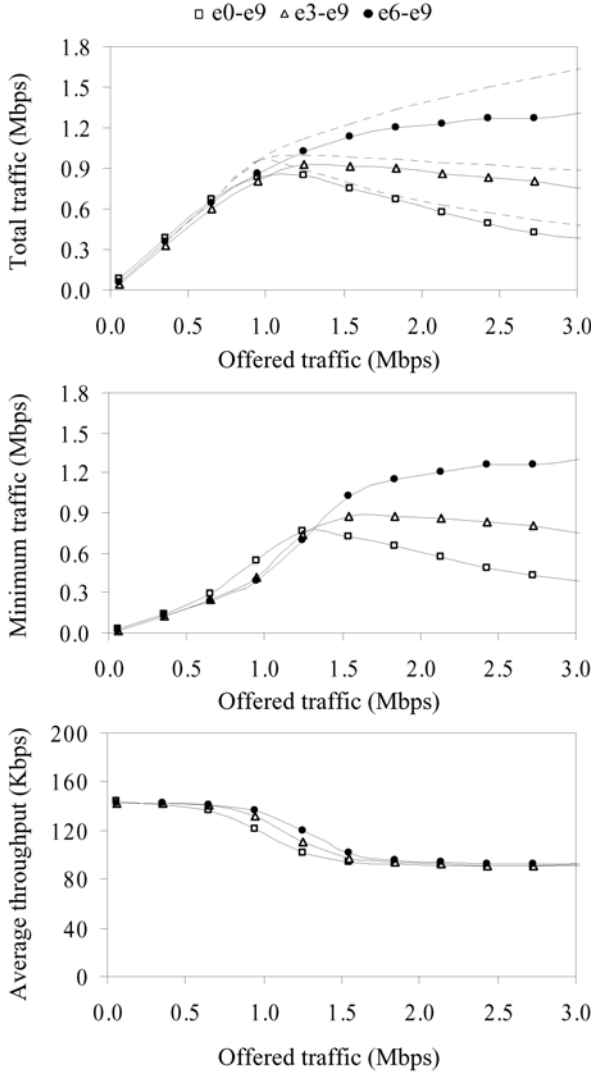 e0-e9 e3-e9 e6-e9
Total traffic (Mbps)
1.8
1.5
1.2
0.9
0.6
0.3
0.0
0.0 0.5 1.0 1.5 2.0 2.5 3.0
Offered traffic (Mbps)
Minimum traffic (Mbps)
1.8
1.5
1.2
0.9
0.6
0.3
0.0
0.0 0.5 1.0 1.5 2.0 2.5 3.0
Offered traffic (Mbps)
Average throughput (Kbps)
200
160
120
80
40
0
0.0 0.5 1.0 1.5 2.0 2.5 3.0
Offered traffic (Mbps)